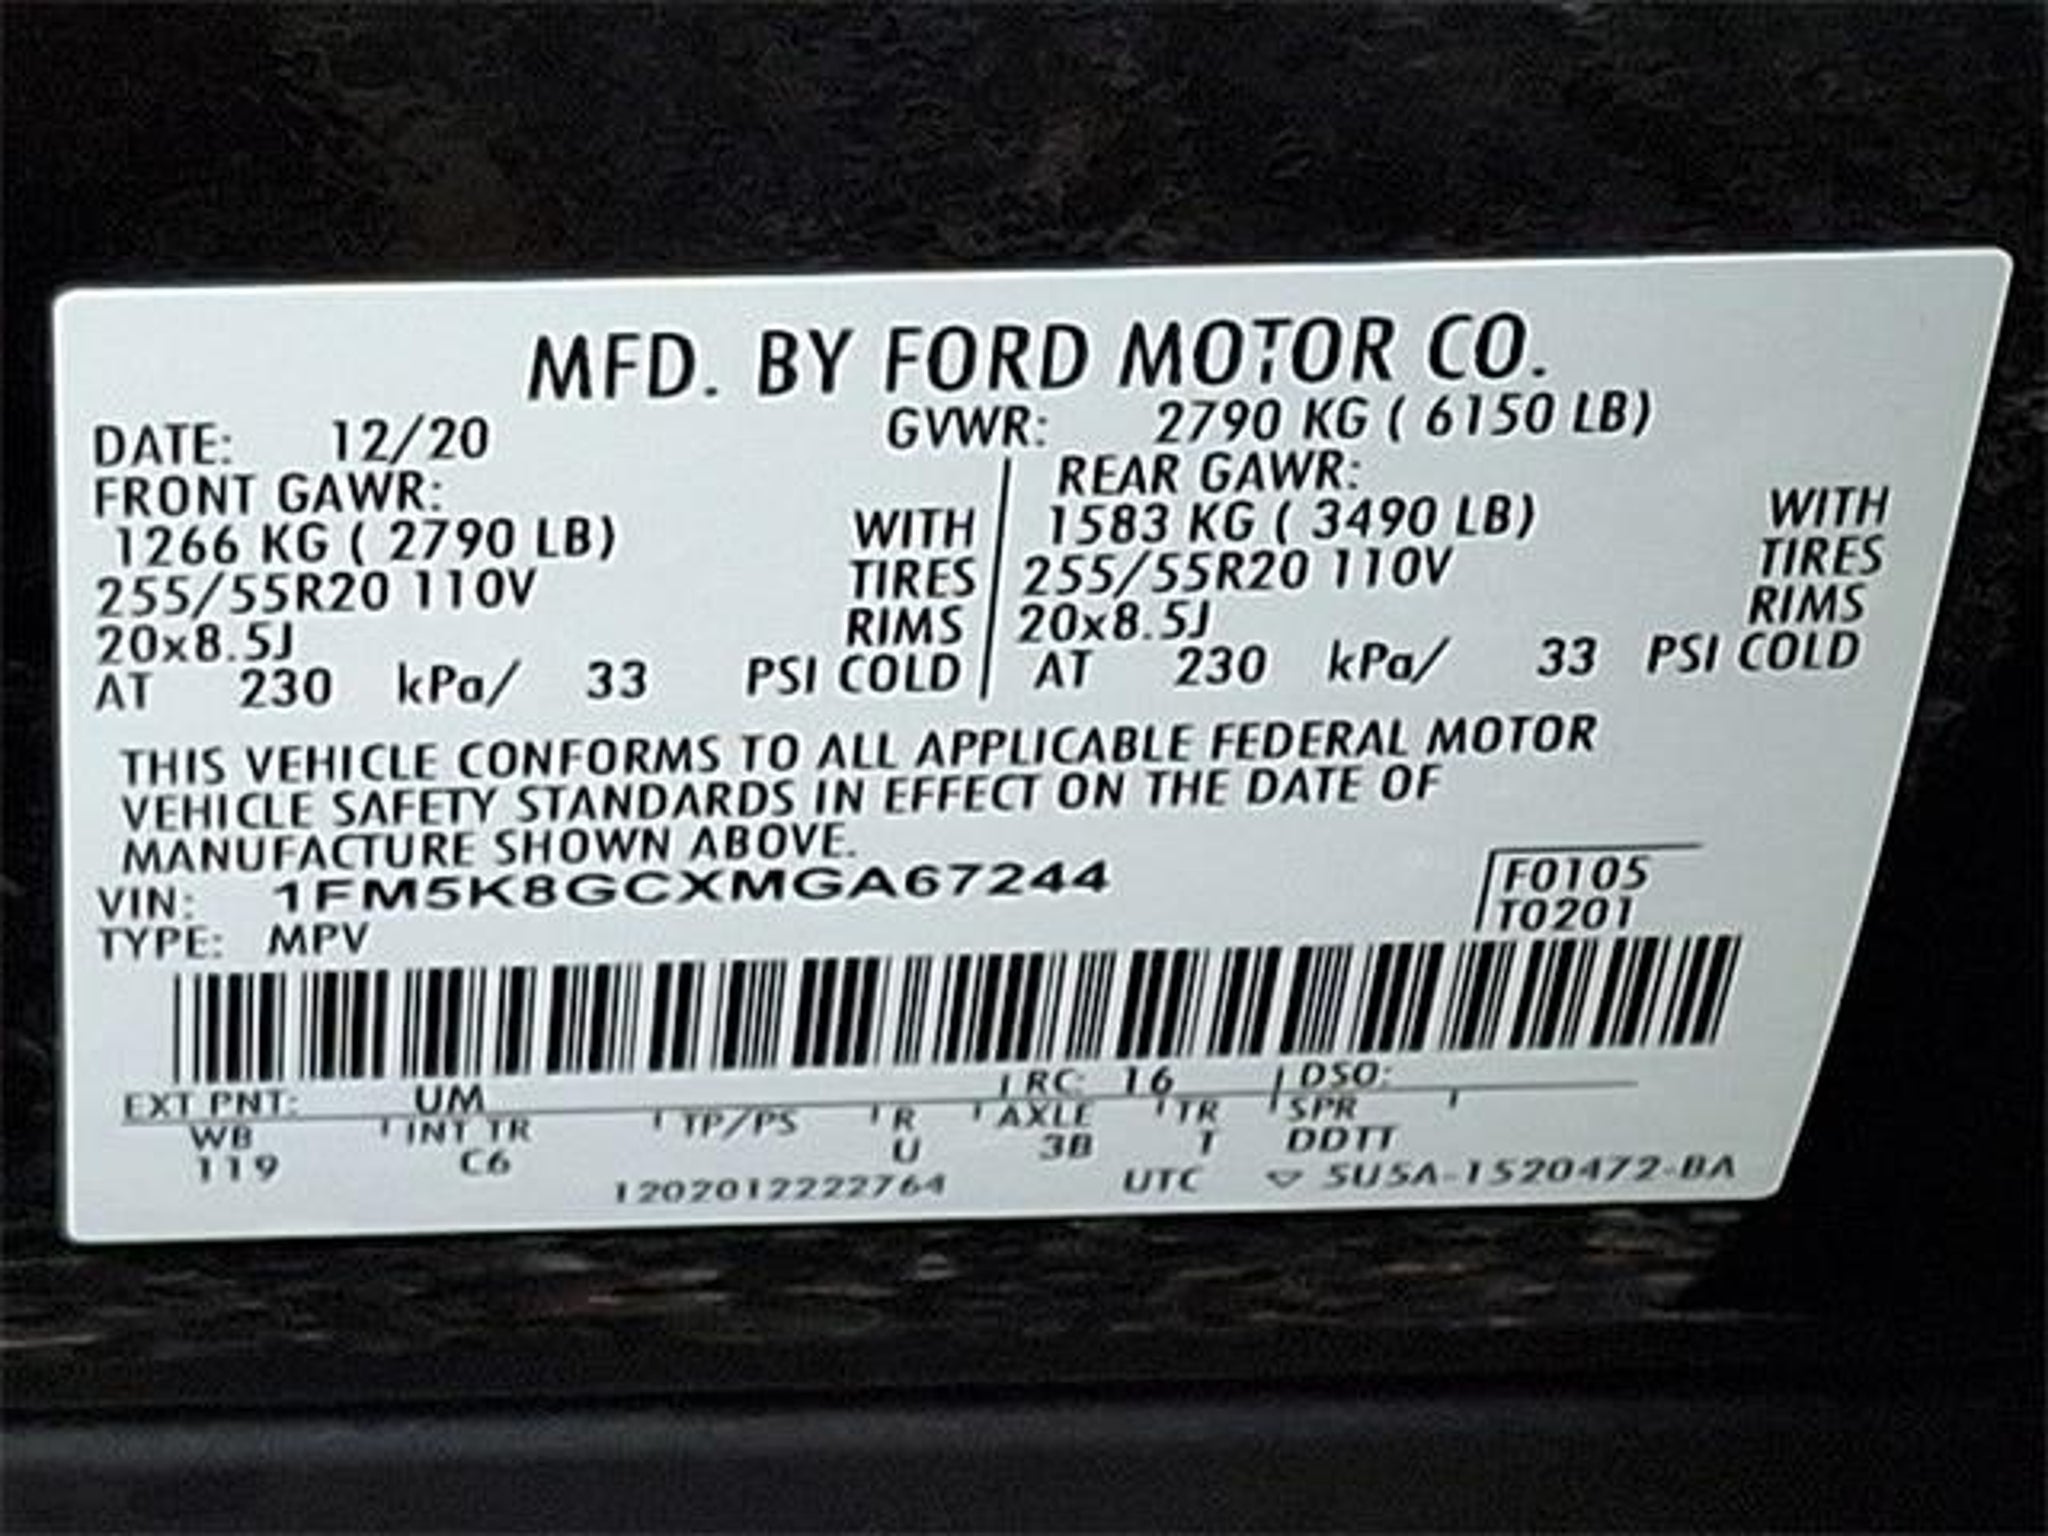 MFD. BY FORD MOTOR CO.
DATE: 12/20 GVWR: 2790 KG ( 6150 LB)
FRONT GAWR: REAR GAWR:
1266 KG ( 2790 LB) WITH 1583 KG ( 3490 LB) WITH
255/55R20 110V TIRES 255/55R20 110V TIRES
20x8.5J RIMS 20x8.5J RIMS
AT 230 kPa/ 33 PSI COLD AT 230 kPa/ 33 PSI COLD
THIS VEHICLE CONFORMS TO ALL APPLICABLE FEDERAL MOTOR
VEHICLE SAFETY STANDARDS IN EFFECT ON THE DATE OF
MANUFACTURE SHOWN ABOVE.
VIN: 1FM5K8GCXMGA67244 F0105
TYPE: MPV T0201
EXT PNT: UM RC: 16 DSO:
WB INT TR TP/PS R AXLE TR SPR
119 C6 U 3B T DDTT
1202012222764 UTC ▽ 5U5A-1520472-BA